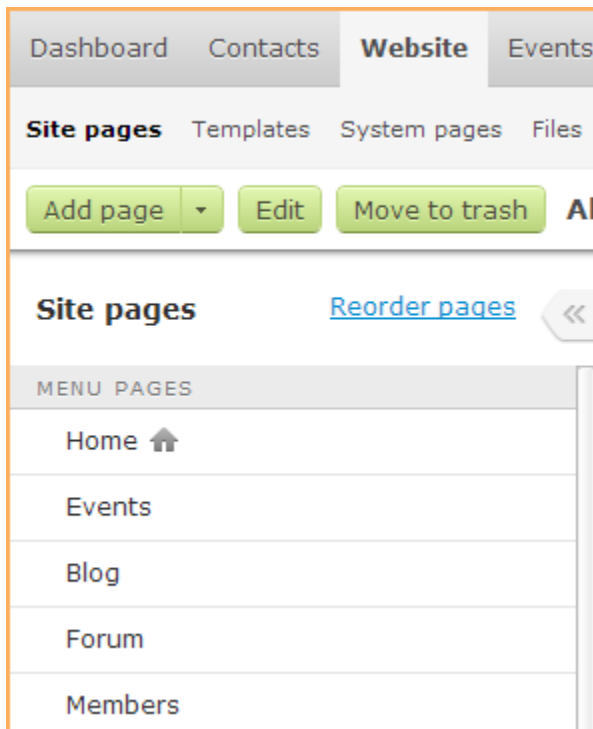 Dashboard Contacts Website Events
Site pages Templates System pages Files
Add page Edit Move to trash
Site pages Reorder pages
MENU PAGES
Home
Events
Blog
Forum
Members